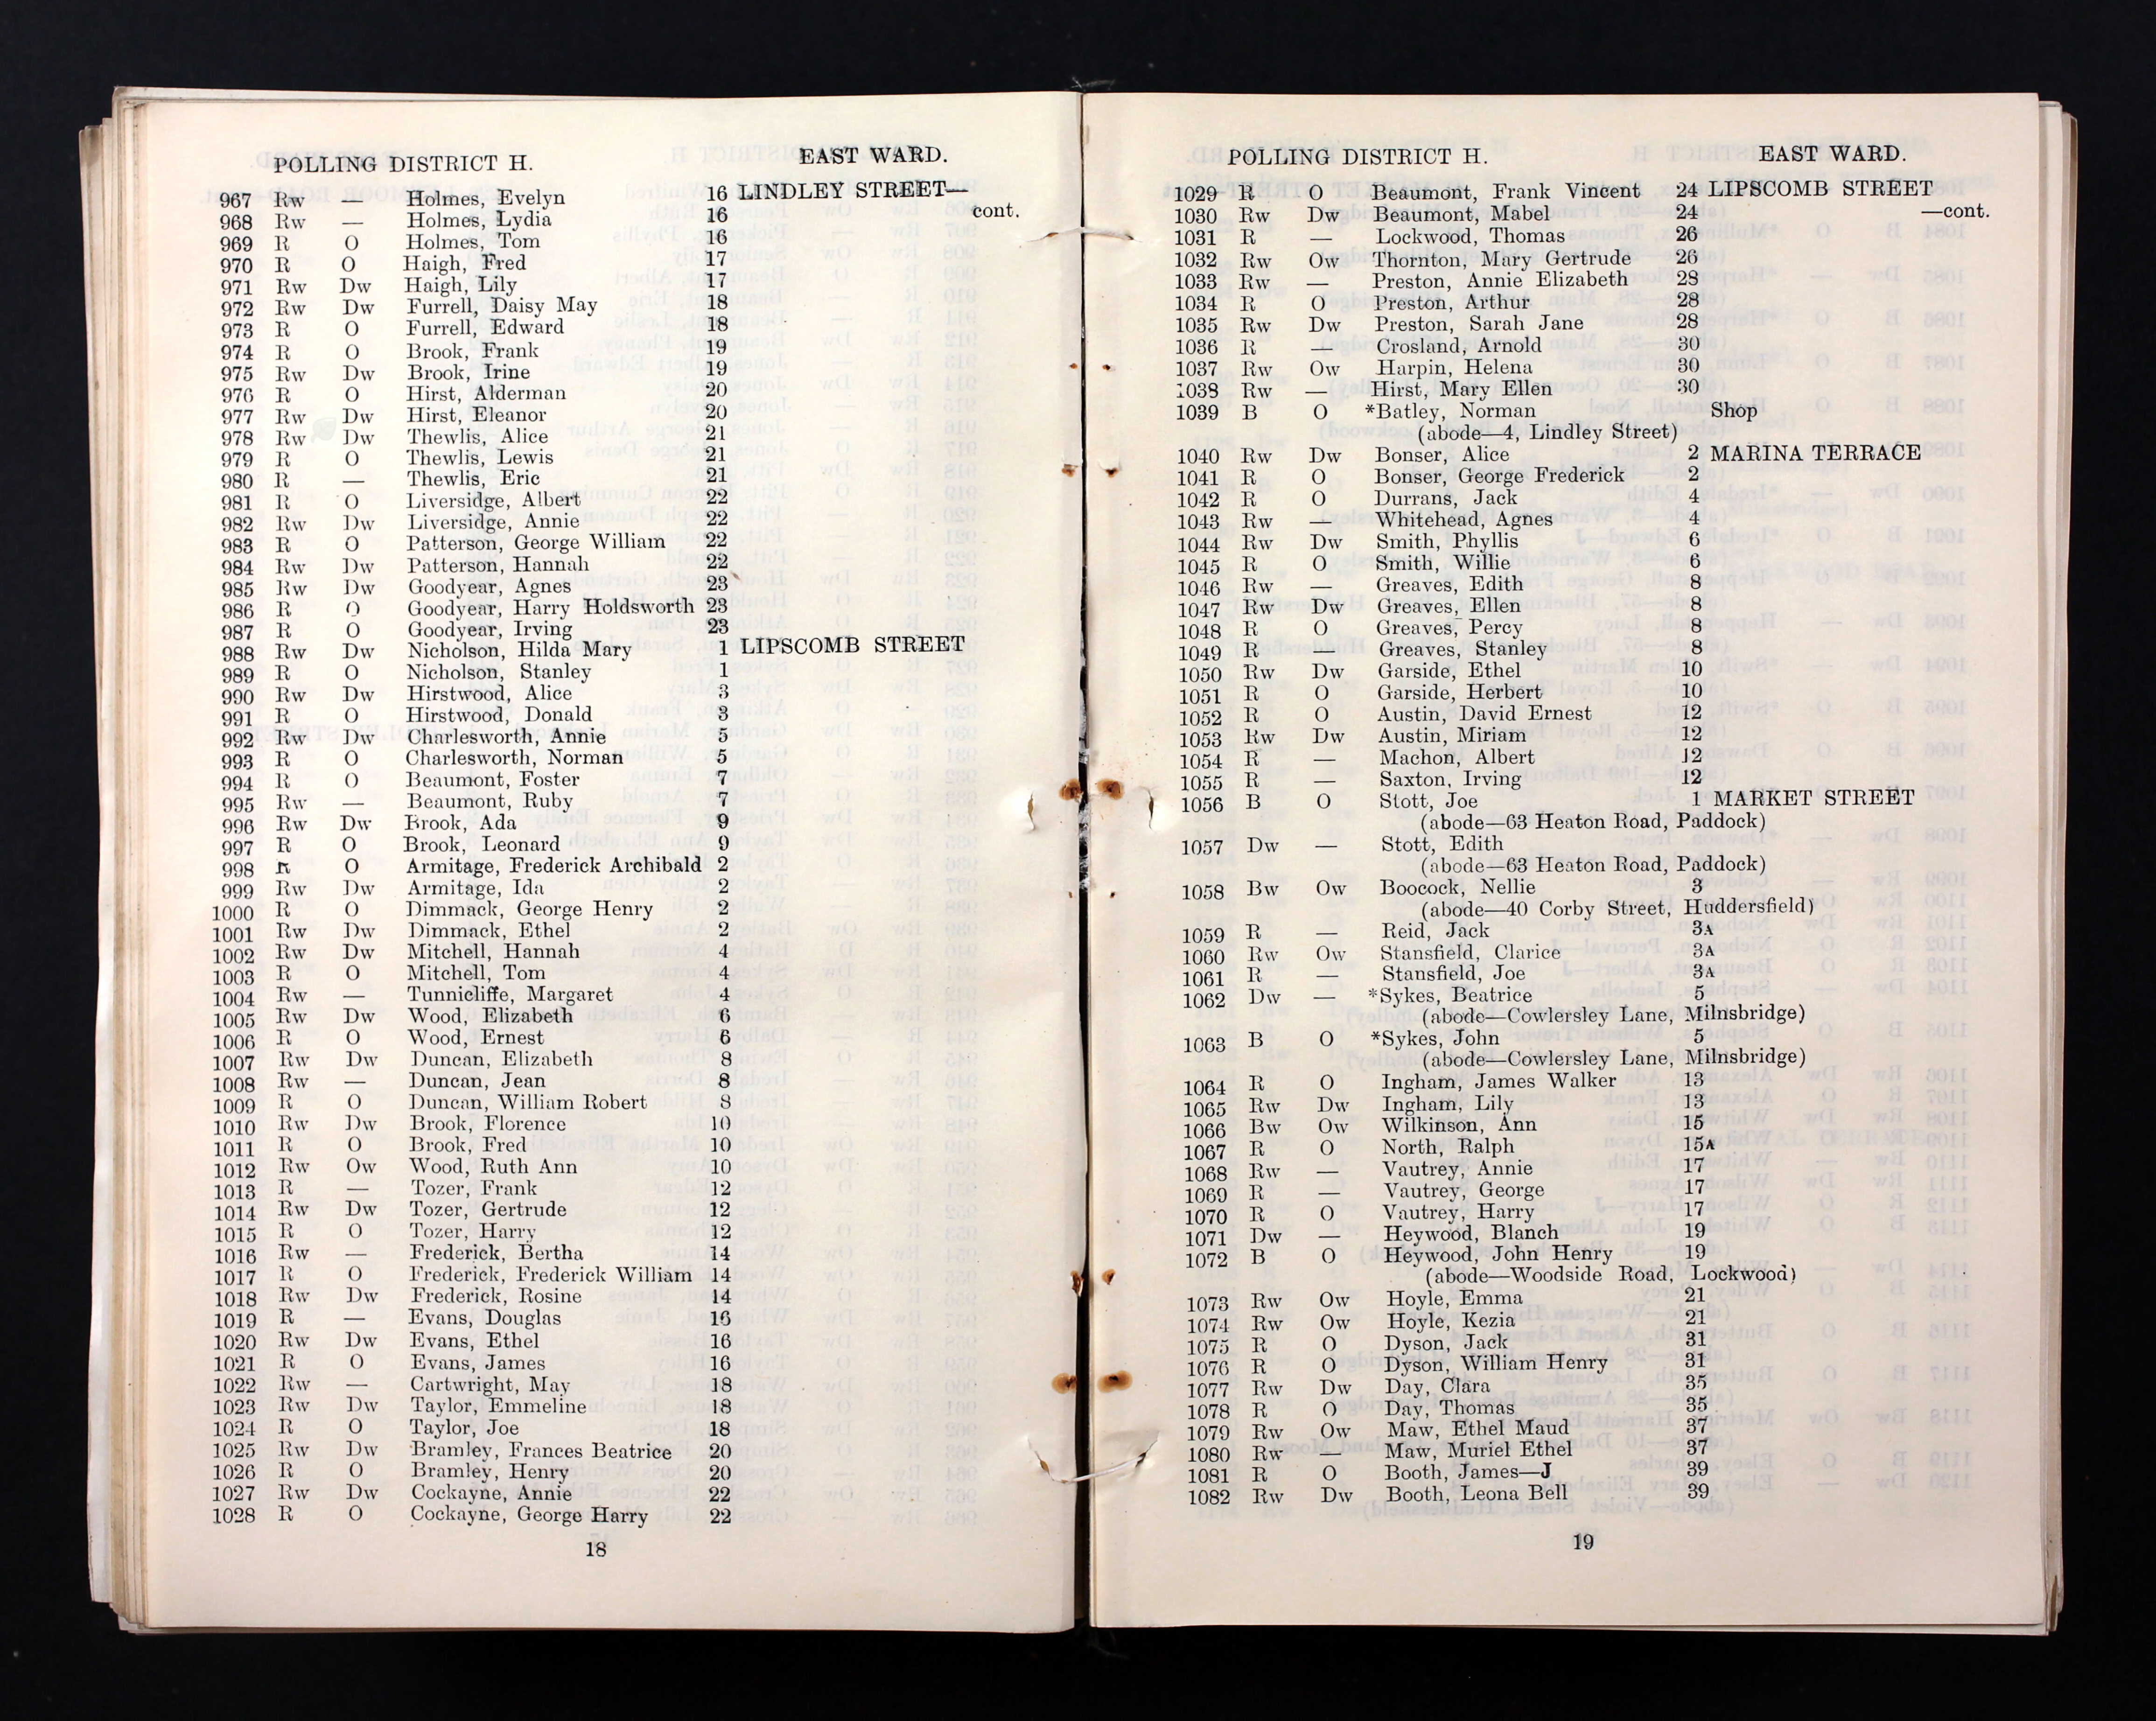 POLLING DISTRICT H. EAST WARD.
967 Rw — Holmes, Evelyn 16 LINDLEY STREET—
cont.
968 Rw — Holmes, Lydia 16
969 R O Holmes, Tom 16
970 R O Haigh, Fred 17
971 Rw Dw Haigh, Lily 17
972 Rw Dw Furrell, Daisy May 18
973 R O Furrell, Edward 18
974 R O Brook, Frank 19
975 Rw Dw Brook, Irine 19
976 R O Hirst, Alderman 20
977 Rw Dw Hirst, Eleanor 20
978 Rw Dw Thewlis, Alice 21
979 R O Thewlis, Lewis 21
980 R — Thewlis, Eric 21
981 R O Liversidge, Albert 22
982 Rw Dw Liversidge, Annie 22
983 R O Patterson, George William 22
984 Rw Dw Patterson, Hannah 22
985 Rw Dw Goodyear, Agnes 23
986 R O Goodyear, Harry Holdsworth 23
987 R O Goodyear, Irving 23
988 Rw Dw Nicholson, Hilda Mary 1 LIPSCOMB STREET
989 R O Nicholson, Stanley 1
990 Rw Dw Hirstwood, Alice 3
991 R O Hirstwood, Donald 3
992 Rw Dw Charlesworth, Annie 5
993 R O Charlesworth, Norman 5
994 R O Beaumont, Foster 7
995 Rw — Beaumont, Ruby 7
996 Rw Dw Brook, Ada 9
997 R O Brook, Leonard 9
998 R O Armitage, Frederick Archibald 2
999 Rw Dw Armitage, Ida 2
1000 R O Dimmack, George Henry 2
1001 Rw Dw Dimmack, Ethel 2
1002 Rw Dw Mitchell, Hannah 4
1003 R O Mitchell, Tom 4
1004 Rw — Tunnicliffe, Margaret 4
1005 Rw Dw Wood, Elizabeth 6
1006 R O Wood, Ernest 6
1007 Rw Dw Duncan, Elizabeth 8
1008 Rw — Duncan, Jean 8
1009 R O Duncan, William Robert 8
1010 Rw Dw Brook, Florence 10
1011 R O Brook, Fred 10
1012 Rw Ow Wood, Ruth Ann 10
1013 R — Tozer, Frank 12
1014 Rw Dw Tozer, Gertrude 12
1015 R O Tozer, Harry 12
1016 Rw — Frederick, Bertha 14
1017 R O Frederick, Frederick William 14
1018 Rw Dw Frederick, Rosine 14
1019 R — Evans, Douglas 16
1020 Rw Dw Evans, Ethel 16
1021 R O Evans, James 16
1022 Rw — Cartwright, May 18
1023 Rw Dw Taylor, Emmeline 18
1024 R O Taylor, Joe 18
1025 Rw Dw Bramley, Frances Beatrice 20
1026 R O Bramley, Henry 20
1027 Rw Dw Cockayne, Annie 22
1028 R O Cockayne, George Harry 22
18
POLLING DISTRICT H. EAST WARD.
1029 R O Beaumont, Frank Vincent 24 LIPSCOMB STREET
1030 Rw Dw Beaumont, Mabel 24 —cont.
1031 R — Lockwood, Thomas 26
1032 Rw Ow Thornton, Mary Gertrude 26
1033 Rw — Preston, Annie Elizabeth 28
1034 R O Preston, Arthur 28
1035 Rw Dw Preston, Sarah Jane 28
1036 R — Crosland, Arnold 30
1037 Rw Ow Harpin, Helena 30
1038 Rw — Hirst, Mary Ellen 30
1039 B O *Batley, Norman Shop
(abode—4, Lindley Street)
1040 Rw Dw Bonser, Alice 2 MARINA TERRACE
1041 R O Bonser, George Frederick 2
1042 R O Durrans, Jack 4
1043 Rw — Whitehead, Agnes 4
1044 Rw Dw Smith, Phyllis 6
1045 R O Smith, Willie 6
1046 Rw — Greaves, Edith 8
1047 Rw Dw Greaves, Ellen 8
1048 R O Greaves, Percy 8
1049 R — Greaves, Stanley 8
1050 Rw Dw Garside, Ethel 10
1051 R O Garside, Herbert 10
1052 R O Austin, David Ernest 12
1053 Rw Dw Austin, Miriam 12
1054 R — Machon, Albert 12
1055 R — Saxton, Irving 12
1056 B O Stott, Joe 1 MARKET STREET
(abode—63 Heaton Road, Paddock)
1057 Dw — Stott, Edith
(abode—63 Heaton Road, Paddock)
1058 Bw Ow Boocock, Nellie 3
(abode—40 Corby Street, Huddersfield)
1059 R — Reid, Jack 3A
1060 Rw Ow Stansfield, Clarice 3A
1061 R — Stansfield, Joe 3A
1062 Dw — *Sykes, Beatrice 5
(abode—Cowlersley Lane, Milnsbridge)
1063 B O *Sykes, John 5
(abode—Cowlersley Lane, Milnsbridge)
1064 R O Ingham, James Walker 13
1065 Rw Dw Ingham, Lily 13
1066 Bw Ow Wilkinson, Ann 15
1067 R O North, Ralph 15A
1068 Rw — Vautrey, Annie 17
1069 R — Vautrey, George 17
1070 R O Vautrey, Harry 17
1071 Dw — Heywood, Blanch 19
1072 B O Heywood, John Henry 19
(abode—Woodside Road, Lockwood)
1073 Rw Ow Hoyle, Emma 21
1074 Rw Ow Hoyle, Kezia 21
1075 R O Dyson, Jack 31
1076 R O Dyson, William Henry 31
1077 Rw Dw Day, Clara 35
1078 R O Day, Thomas 35
1079 Rw Ow Maw, Ethel Maud 37
1080 Rw — Maw, Muriel Ethel 37
1081 R O Booth, James—J 39
1082 Rw Dw Booth, Leona Bell 39
19